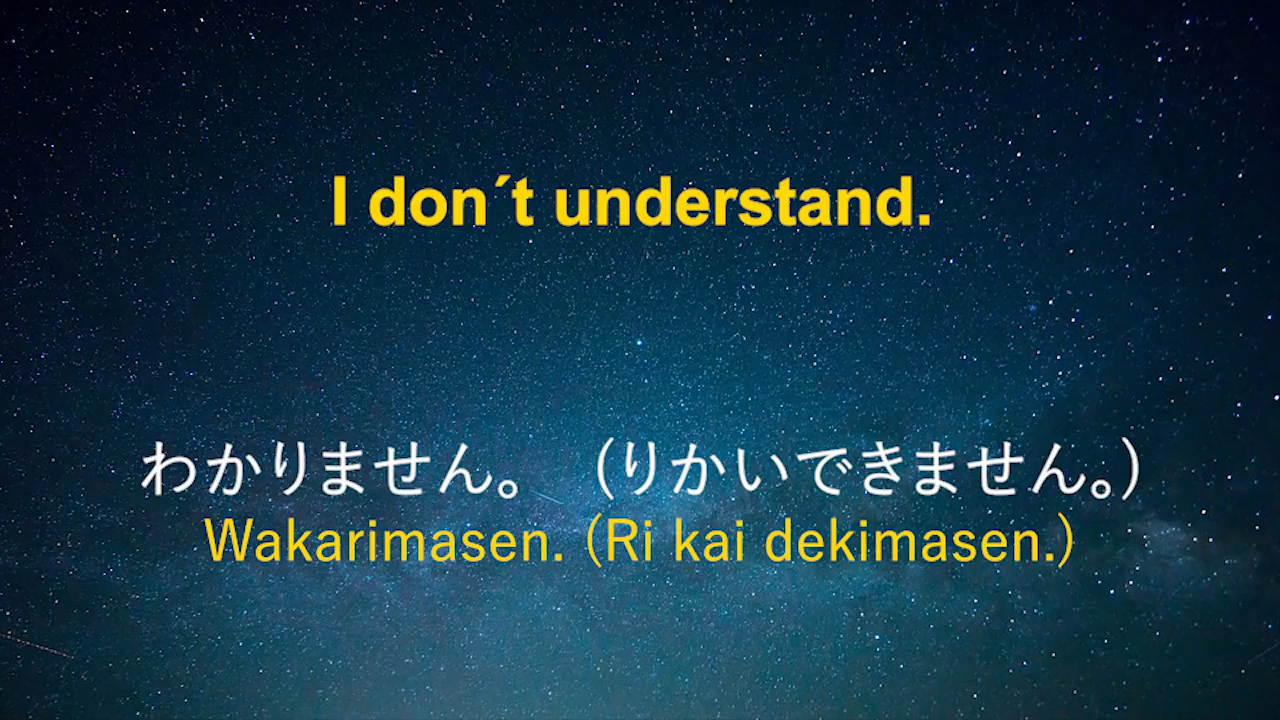 I don´t understand.
わかりません。 （りかいできません。）
Wakarimasen. (Ri kai dekimasen.)